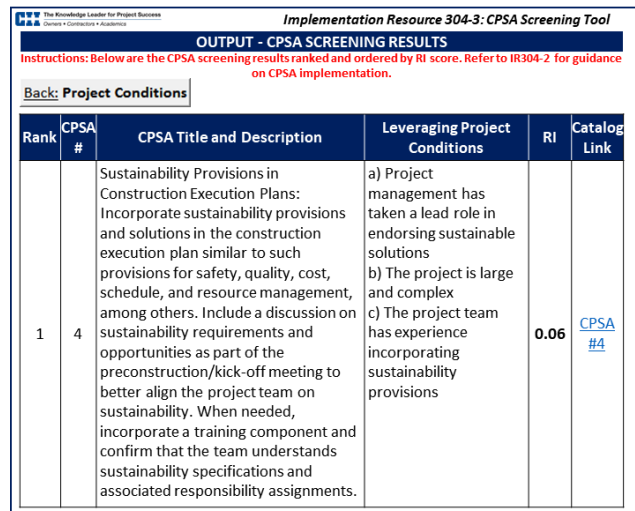 CII The Knowledge Leader for Project Success
Owners • Contractors • Academics
Implementation Resource 304-3: CPSA Screening Tool
OUTPUT - CPSA SCREENING RESULTS
Instructions: Below are the CPSA screening results ranked and ordered by RI score. Refer to IR304-2 for guidance
on CPSA implementation.
Back: Project Conditions
Rank
CPSA
#
CPSA Title and Description
Leveraging Project
Conditions
RI
Catalog
Link
1
4
Sustainability Provisions in
Construction Execution Plans:
Incorporate sustainability provisions
and solutions in the construction
execution plan similar to such
provisions for safety, quality, cost,
schedule, and resource management,
among others. Include a discussion on
sustainability requirements and
opportunities as part of the
preconstruction/kick-off meeting to
better align the project team on
sustainability. When needed,
incorporate a training component and
confirm that the team understands
sustainability specifications and
associated responsibility assignments.
a) Project
management has
taken a lead role in
endorsing sustainable
solutions
b) The project is large
and complex
c) The project team
has experience
incorporating
sustainability
provisions
0.06
CPSA
#4